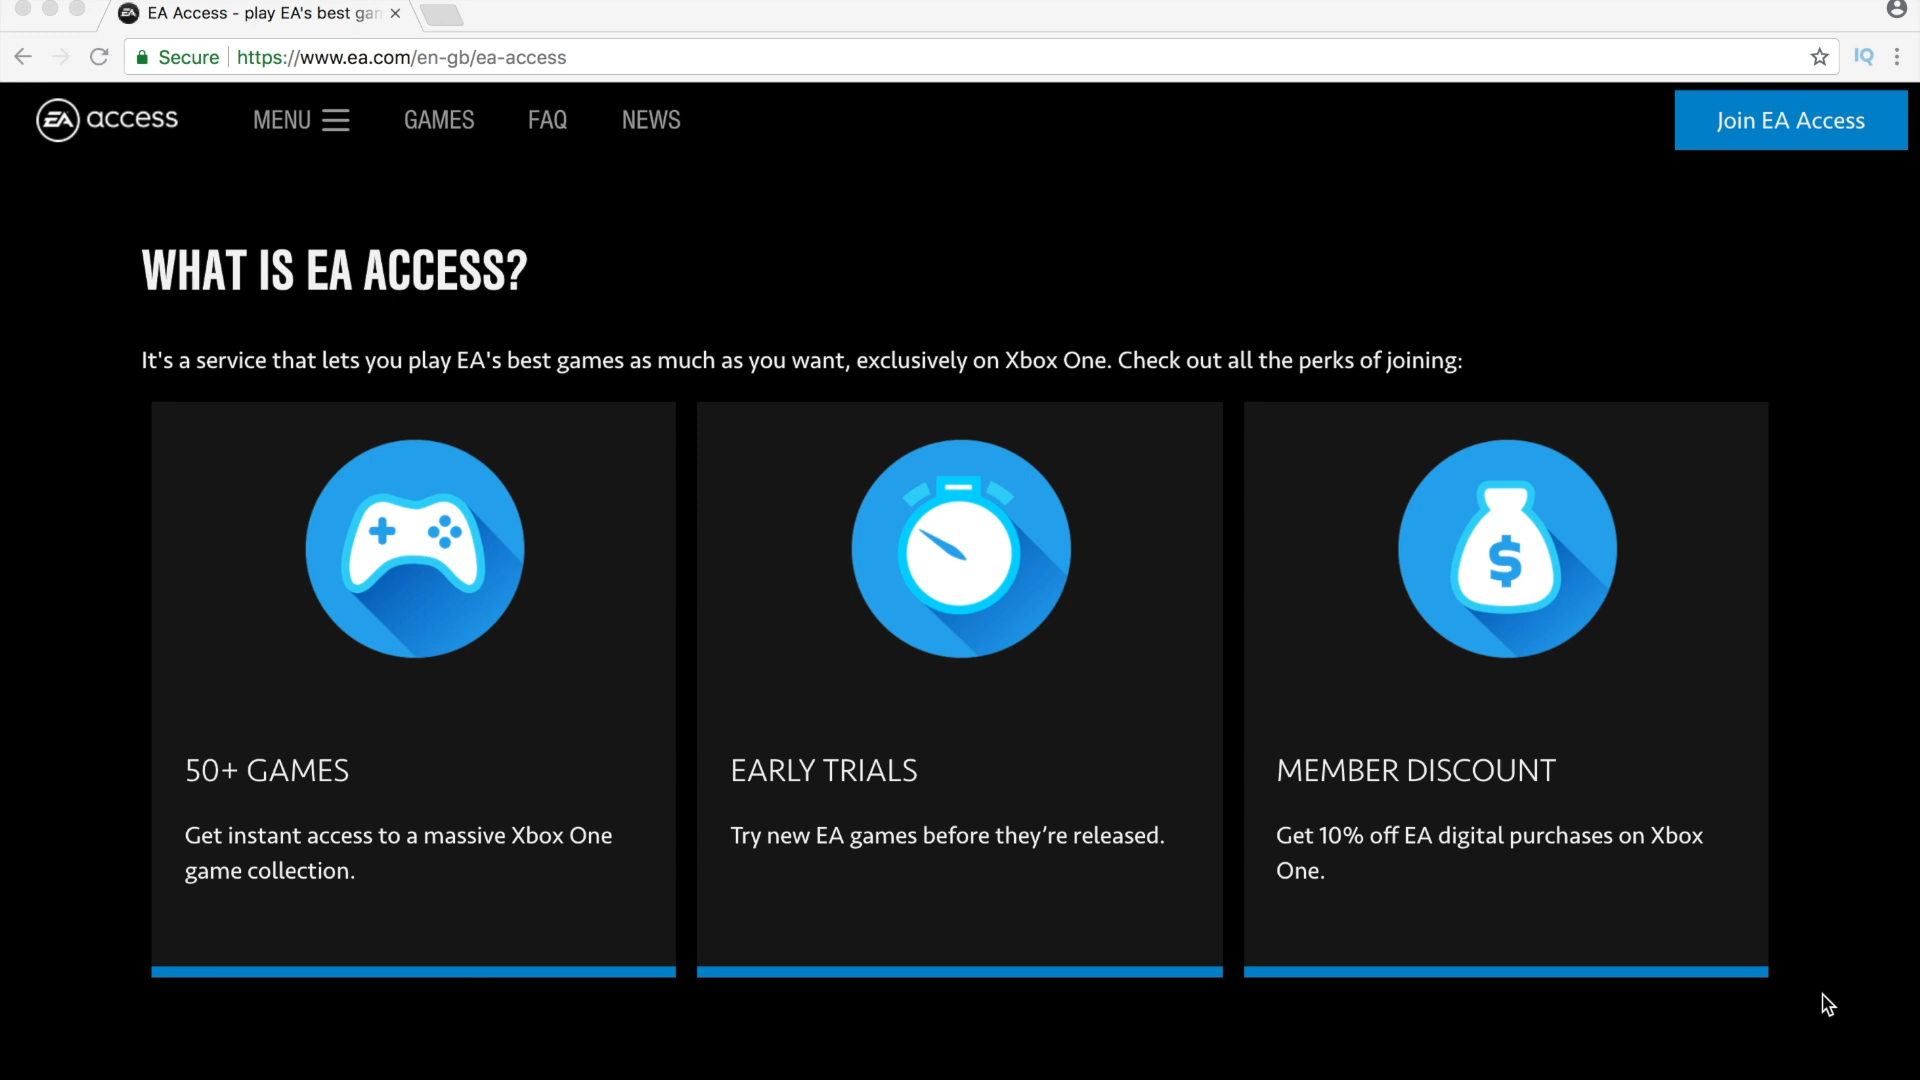 EA Access - play EA's best gam
Secure https://www.ea.com/en-gb/ea-access
IQ
EA access MENU GAMES FAQ NEWS Join EA Access
WHAT IS EA ACCESS?
It's a service that lets you play EA's best games as much as you want, exclusively on Xbox One. Check out all the perks of joining:
$
50+ GAMES
Get instant access to a massive Xbox One
game collection.
EARLY TRIALS
Try new EA games before they’re released.
MEMBER DISCOUNT
Get 10% off EA digital purchases on Xbox
One.